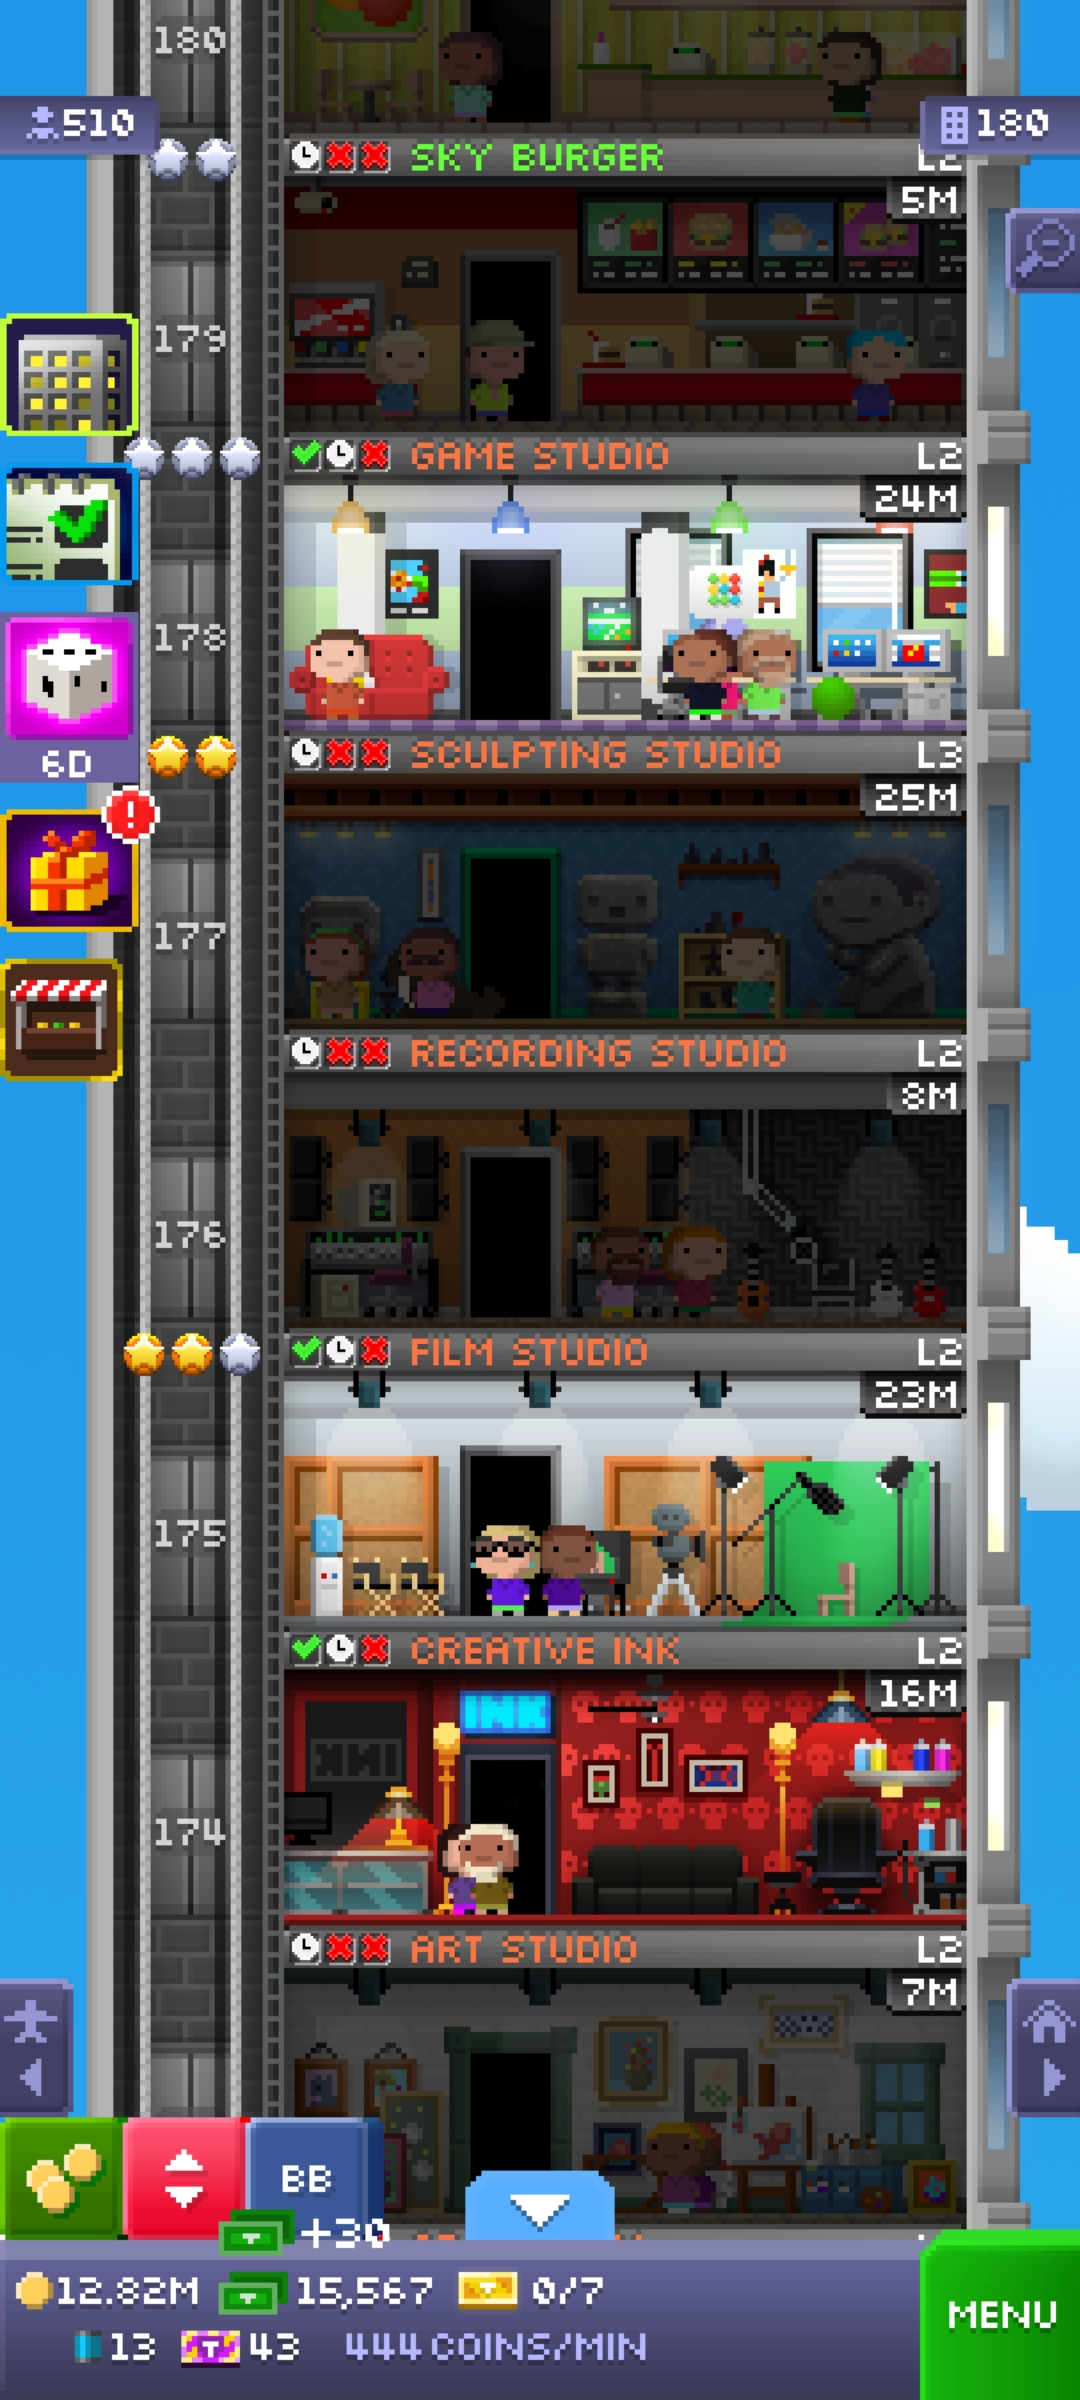 180
510
180
SKY BURGER L2
5M
179
GAME STUDIO L2
24M
178
SCULPTING STUDIO L3
6D
25M
177
RECORDING STUDIO L2
8M
176
FILM STUDIO L2
23M
175
CREATIVE INK L2
16M
INK
174
ART STUDIO L2
7M
BB
+30
12.82M 15,567 0/7
MENU
13 43 444 COINS/MIN